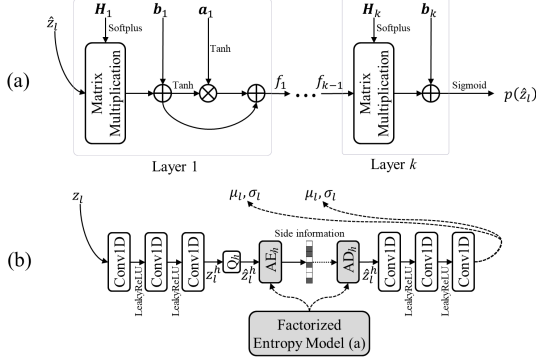 ẑ_l
H_1
b_1
a_1
Softplus
Tanh
(a)
Matrix
Multiplication
Tanh
f_1
f_{k−1}
Layer 1
H_k
b_k
Softplus
Matrix
Multiplication
Sigmoid
p(ẑ_l)
Layer k
μ_l, σ_l
μ_l, σ_l
z_l
Side information
(b)
Conv1D
LeakyReLU
Conv1D
LeakyReLU
Conv1D
z_l^h
Q_h
ẑ_l^h
AE_h
AD_h
ẑ_l^h
Conv1D
LeakyReLU
Conv1D
LeakyReLU
Conv1D
Factorized
Entropy Model (a)